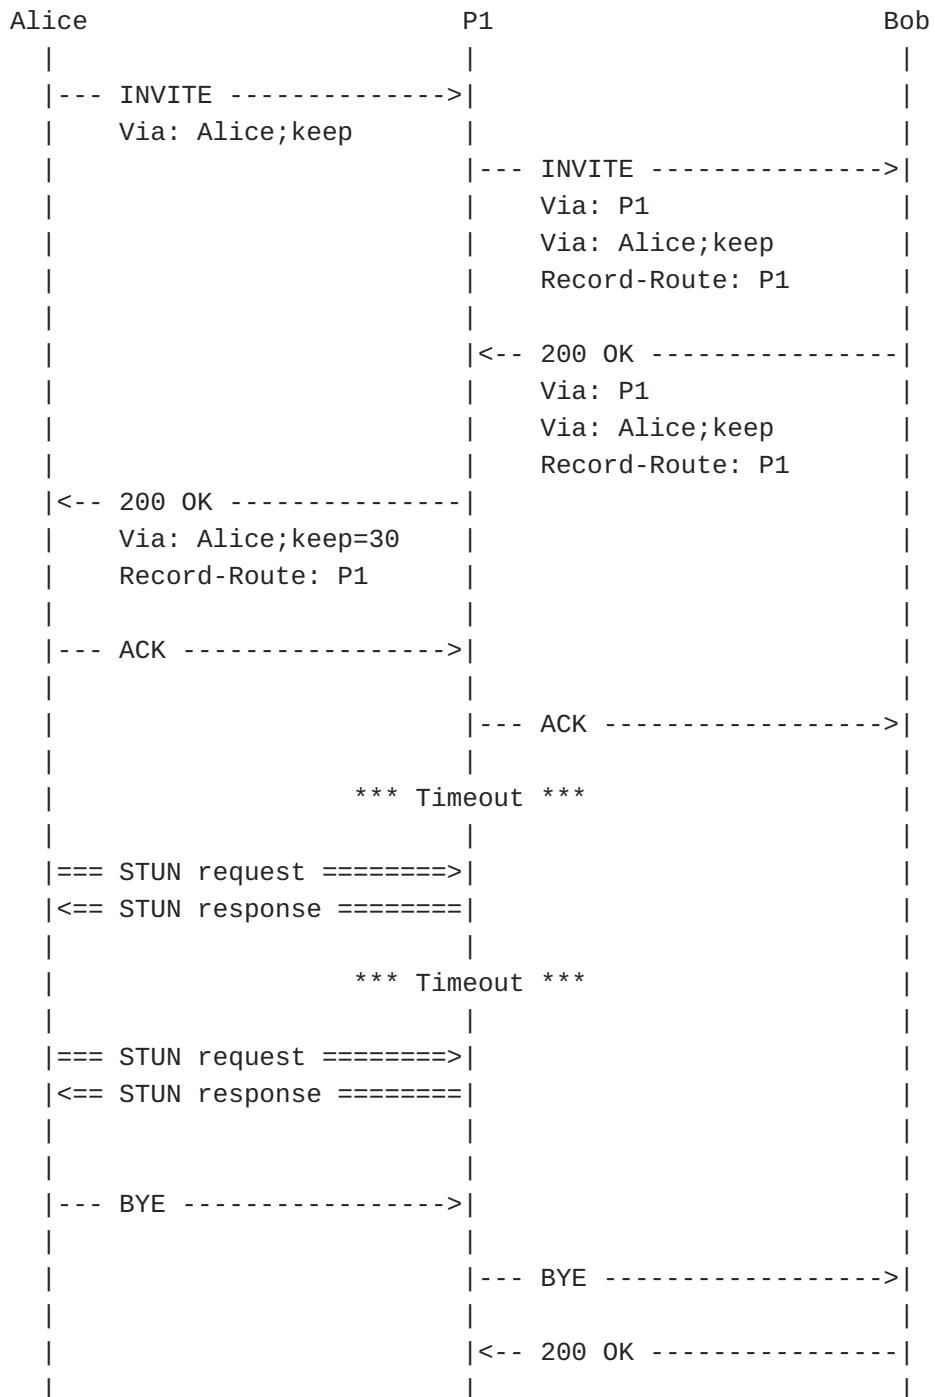 Alice P1 Bob
| | |
|--- INVITE -------------->| |
| Via: Alice;keep | |
| |--- INVITE --------------->|
| | Via: P1 |
| | Via: Alice;keep |
| | Record-Route: P1 |
| | |
| |<-- 200 OK ----------------|
| | Via: P1 |
| | Via: Alice;keep |
| | Record-Route: P1 |
|<-- 200 OK ---------------| |
| Via: Alice;keep=30 | |
| Record-Route: P1 | |
| | |
|--- ACK ----------------->| |
| | |
| |--- ACK ------------------>|
| | |
| *** Timeout *** |
| | |
|=== STUN request ========>| |
|<== STUN response ========| |
| | |
| *** Timeout *** |
| | |
|=== STUN request ========>| |
|<== STUN response ========| |
| | |
| | |
|--- BYE ----------------->| |
| | |
| |--- BYE ------------------>|
| | |
| |<-- 200 OK ----------------|
| | |